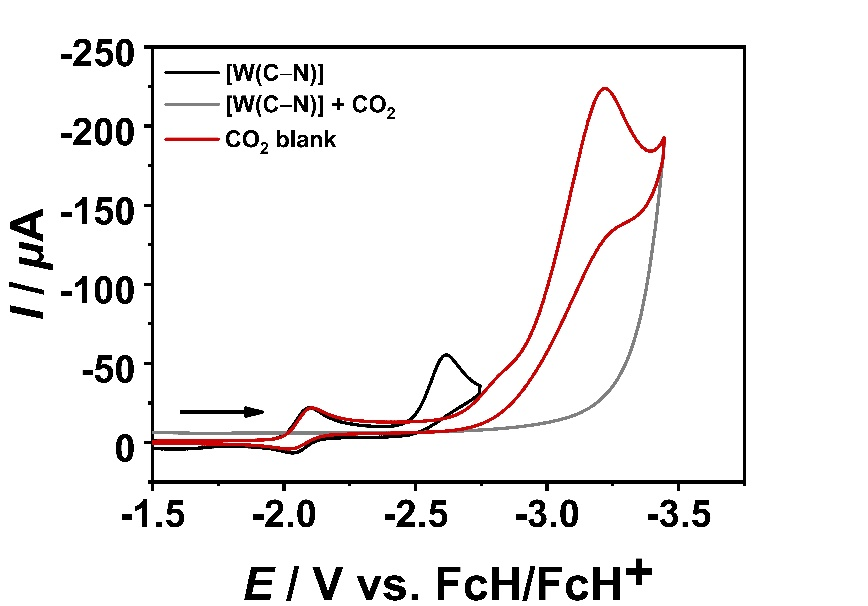 -250
-200
-150
-100
-50
0
I / µA
[W(C–N)]
[W(C–N)] + CO₂
CO₂ blank
-1.5 -2.0 -2.5 -3.0 -3.5
E / V vs. FcH/FcH⁺